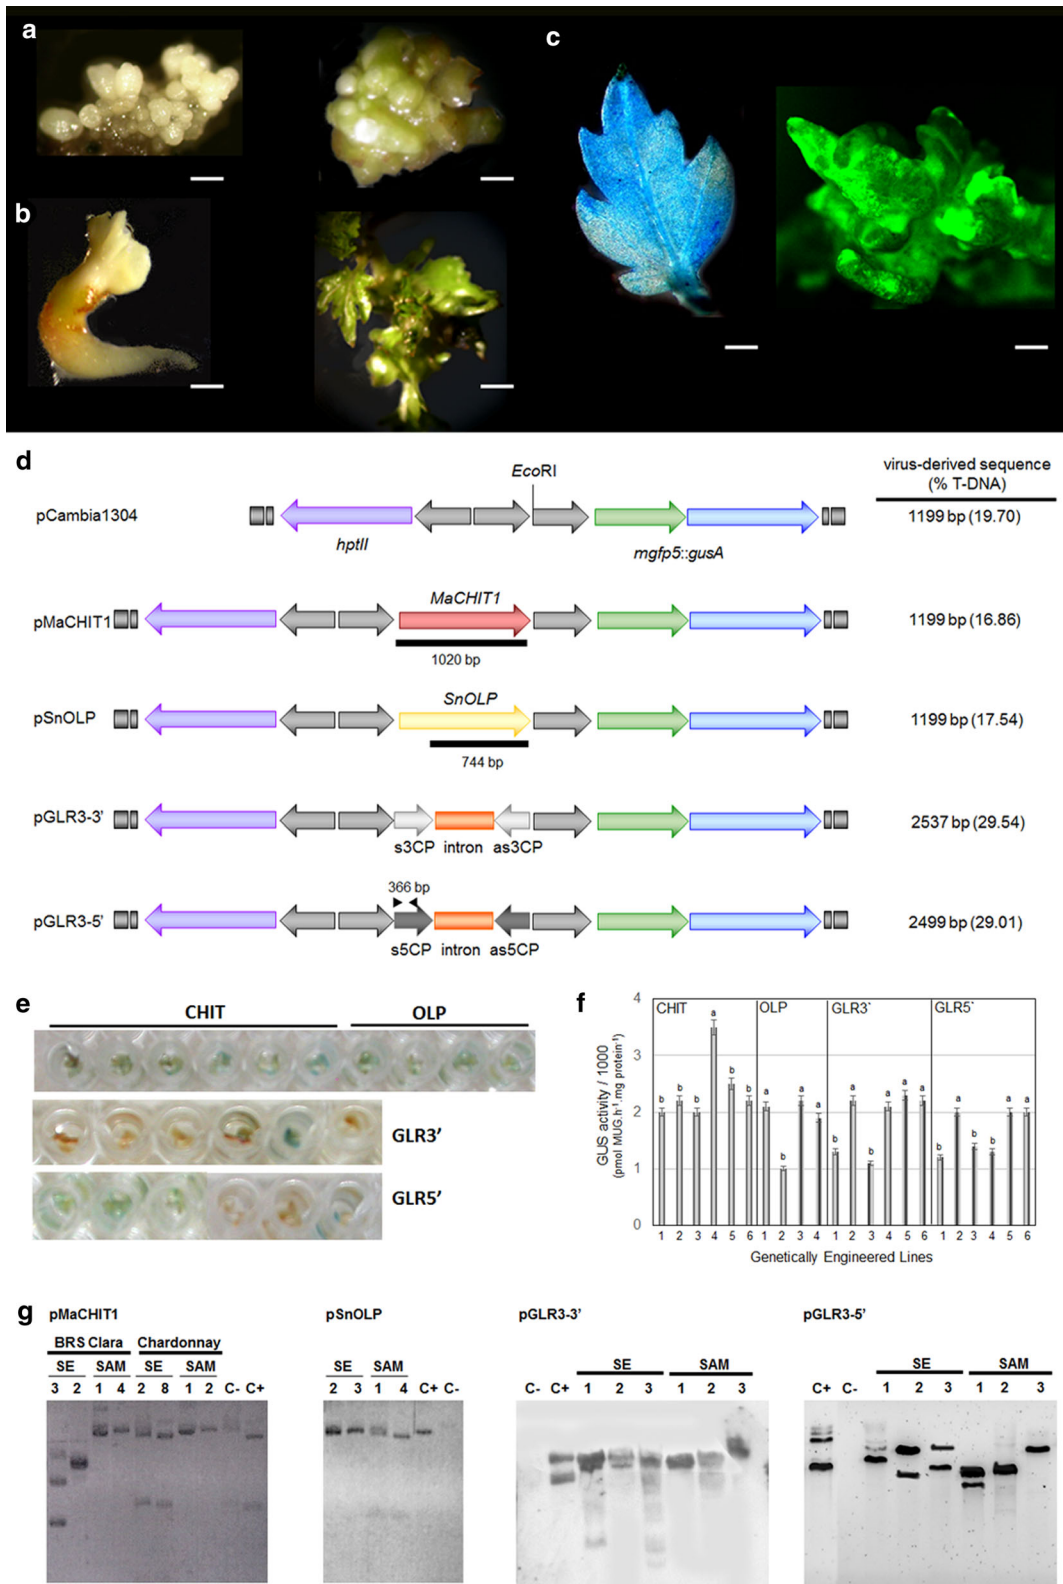 a
c
b
d
virus-derived sequence
(% T-DNA)
EcoRI
pCambia1304
hptII
mgfp5::gusA
1199 bp (19.70)
MaCHIT1
pMaCHIT1
1020 bp
1199 bp (16.86)
SnOLP
pSnOLP
744 bp
1199 bp (17.54)
pGLR3-3'
s3CP intron as3CP
2537 bp (29.54)
366 bp
pGLR3-5'
s5CP intron as5CP
2499 bp (29.01)
e
CHIT OLP
GLR3’
GLR5’
f
CHIT OLP GLR3` GLR5`
GUS activity / 1000
(pmol MUG.h-1.mg protein-1)
4
3
2
1
0
b b b a b b a b a a b a b a a a b a b b a a
1 2 3 4 5 6 1 2 3 4 1 2 3 4 5 6 1 2 3 4 5 6
Genetically Engineered Lines
g
pMaCHIT1
BRS Clara Chardonnay
SE SAM SE SAM
3 2 1 4 2 8 1 2 C- C+
pSnOLP
SE SAM
2 3 1 4 C+ C-
pGLR3-3’
SE SAM
C- C+ 1 2 3 1 2 3
pGLR3-5’
SE SAM
C+ C- 1 2 3 1 2 3